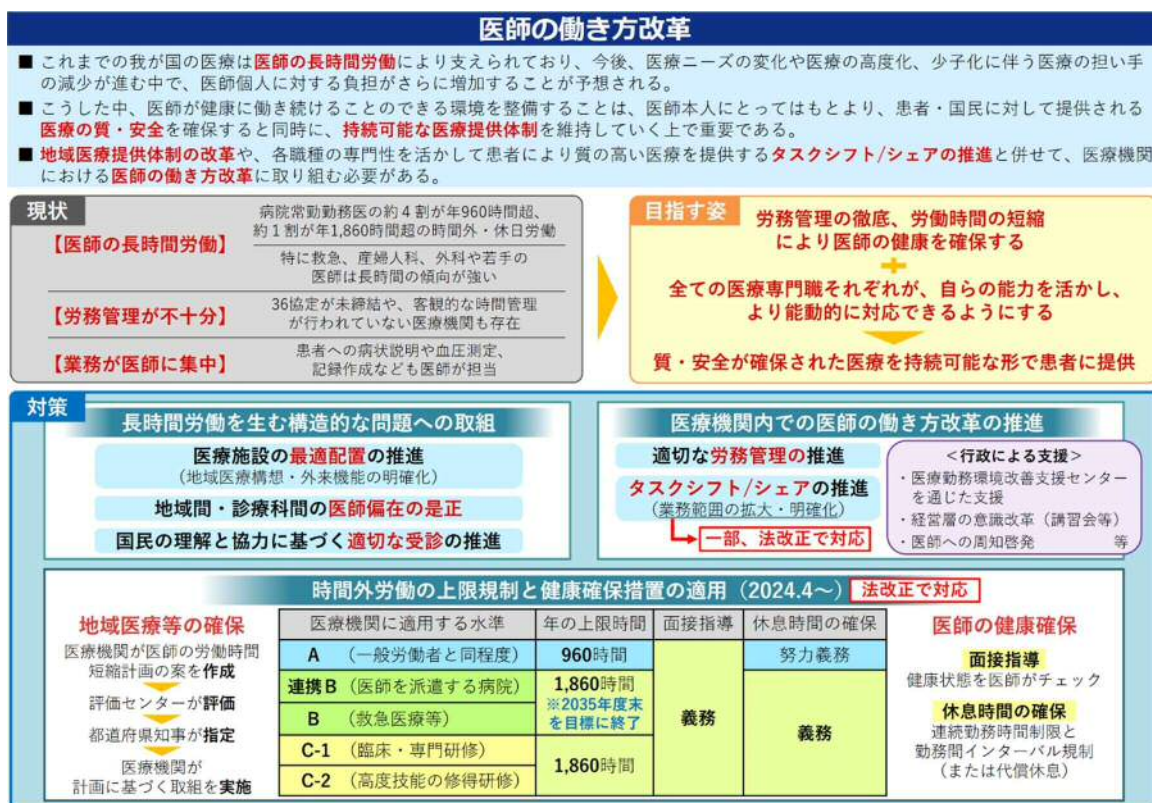 医師の働き方改革
■ これまでの我が国の医療は医師の長時間労働により支えられており、今後、医療ニーズの変化や医療の高度化、少子化に伴う医療の担い手
の減少が進む中で、医師個人に対する負担がさらに増加することが予想される。
■ こうした中、医師が健康に働き続けることのできる環境を整備することは、医師本人にとってはもとより、患者・国民に対して提供される
医療の質・安全を確保すると同時に、持続可能な医療提供体制を維持していく上で重要である。
■ 地域医療提供体制の改革や、各職種の専門性を活かして患者により質の高い医療を提供するタスクシフト/シェアの推進と併せて、医療機関
における医師の働き方改革に取り組む必要がある。
現状
【医師の長時間労働】
病院常勤勤務医の約4割が年960時間超、
約1割が年1,860時間超の時間外・休日労働
特に救急、産婦人科、外科や若手の
医師は長時間の傾向が強い
【労務管理が不十分】
36協定が未締結や、客観的な時間管理
が行われていない医療機関も存在
【業務が医師に集中】
患者への病状説明や血圧測定、
記録作成なども医師が担当
目指す姿
労務管理の徹底、労働時間の短縮
により医師の健康を確保する
+
全ての医療専門職それぞれが、自らの能力を活かし、
より能動的に対応できるようにする
質・安全が確保された医療を持続可能な形で患者に提供
対策
長時間労働を生む構造的な問題への取組
医療施設の最適配置の推進
(地域医療構想・外来機能の明確化)
地域間・診療科間の医師偏在の是正
国民の理解と協力に基づく適切な受診の推進
医療機関内での医師の働き方改革の推進
適切な労務管理の推進
タスクシフト/シェアの推進
(業務範囲の拡大・明確化)
一部、法改正で対応
<行政による支援>
・医療勤務環境改善支援センター
を通じた支援
・経営層の意識改革(講習会等)
・医師への周知啓発 等
時間外労働の上限規制と健康確保措置の適用(2024.4～) 法改正で対応
地域医療等の確保
医療機関が医師の労働時間
短縮計画の案を作成
評価センターが評価
都道府県知事が指定
医療機関が
計画に基づく取組を実施
医療機関に適用する水準 年の上限時間 面接指導 休息時間の確保
A (一般労働者と同程度) 960時間 努力義務
連携B (医師を派遣する病院) 1,860時間
※2035年度末
を目標に終了
B (救急医療等)
義務 義務
C-1 (臨床・専門研修) 1,860時間
C-2 (高度技能の修得研修)
医師の健康確保
面接指導
健康状態を医師がチェック
休息時間の確保
連続勤務時間制限と
勤務間インターバル規制
(または代償休息)